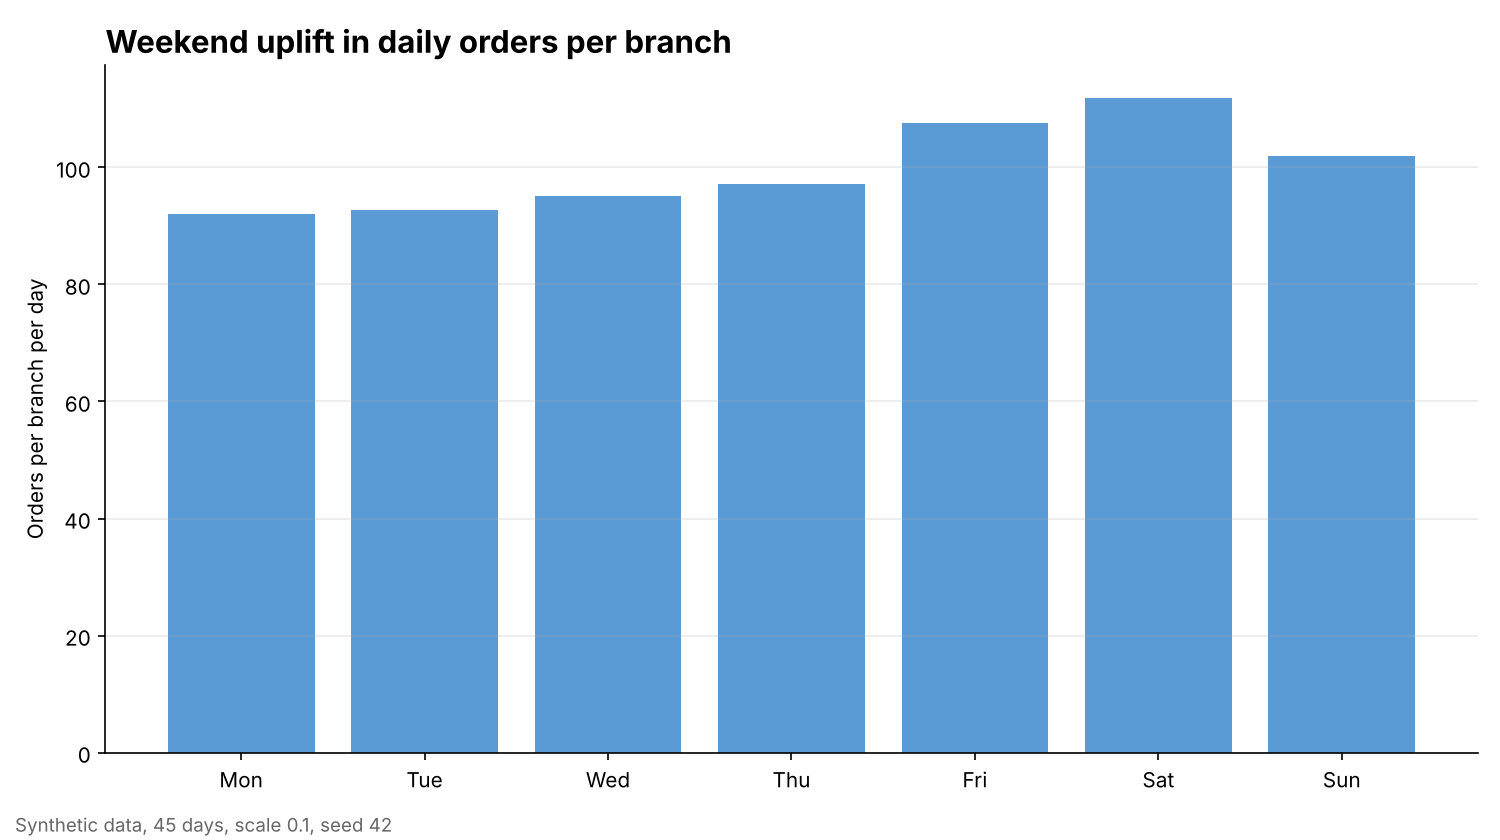 Weekend uplift in daily orders per branch
Orders per branch per day
100
80
60
40
20
0
Mon Tue Wed Thu Fri Sat Sun
Synthetic data, 45 days, scale 0.1, seed 42